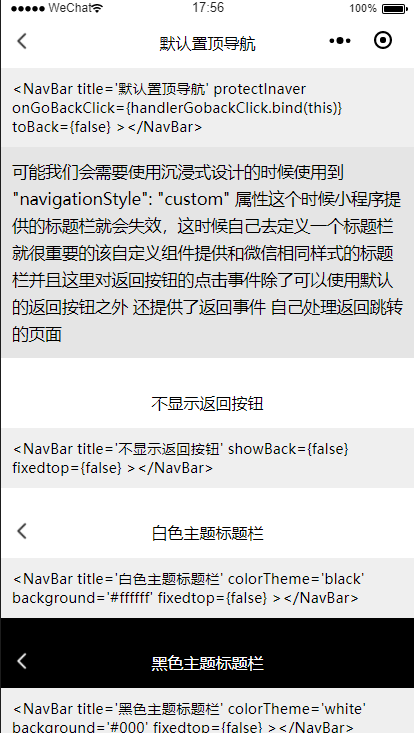 WeChat 17:56 100%
默认置顶导航
<NavBar title='默认置顶导航' protectInaver
onGoBackClick={handlerGobackClick.bind(this)}
toBack={false} ></NavBar>
可能我们会需要使用沉浸式设计的时候使用到
"navigationStyle": "custom" 属性这个时候小程序提
供的标题栏就会失效，这时候自己去定义一个标题栏
就很重要的该自定义组件提供和微信相同样式的标题
栏并且这里对返回按钮的点击事件除了可以使用默认
的返回按钮之外 还提供了返回事件 自己处理返回跳转
的页面
不显示返回按钮
<NavBar title='不显示返回按钮' showBack={false}
fixedtop={false} ></NavBar>
白色主题标题栏
<NavBar title='白色主题标题栏' colorTheme='black'
background='#ffffff' fixedtop={false} ></NavBar>
黑色主题标题栏
<NavBar title='黑色主题标题栏' colorTheme='white'
background='#000' fixedtop={false} ></NavBar>